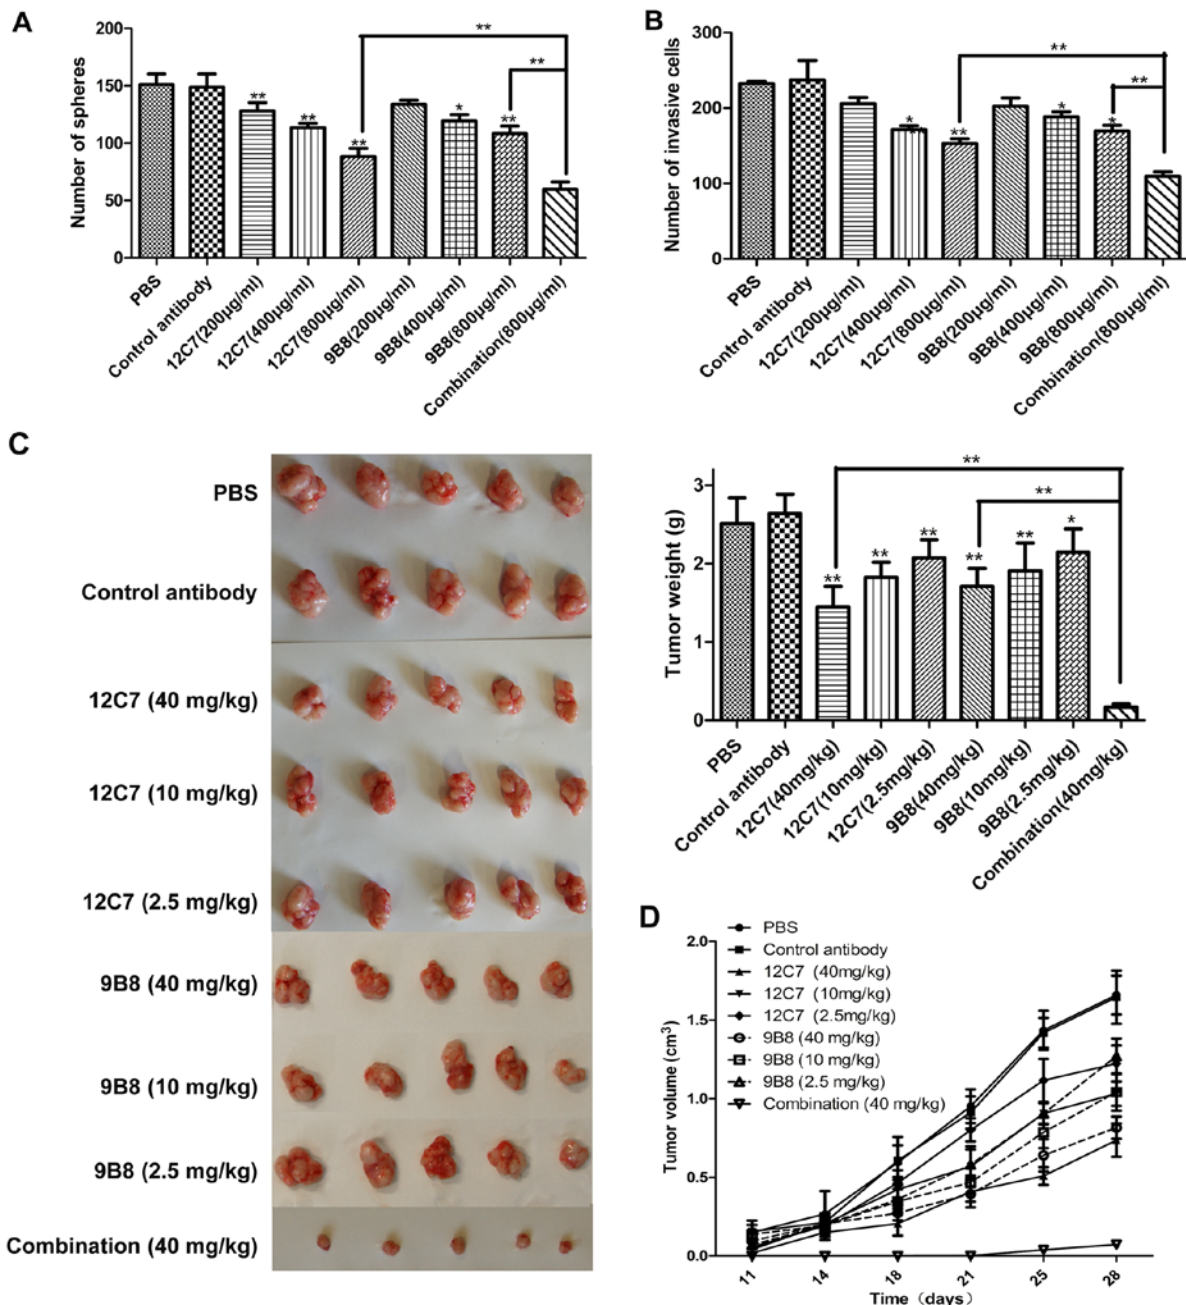 A
Number of spheres
200
150
100
50
0
**
**
**
**
**
*
**
PBS
Control antibody
12C7(200μg/ml)
12C7(400μg/ml)
12C7(800μg/ml)
9B8(200μg/ml)
9B8(400μg/ml)
9B8(800μg/ml)
Combination(800μg/ml)
B
Number of invasive cells
300
200
100
0
**
**
*
**
**
*
*
PBS
Control antibody
12C7(200μg/ml)
12C7(400μg/ml)
12C7(800μg/ml)
9B8(200μg/ml)
9B8(400μg/ml)
9B8(800μg/ml)
Combination(800μg/ml)
C
PBS
Control antibody
12C7 (40 mg/kg)
12C7 (10 mg/kg)
12C7 (2.5 mg/kg)
9B8 (40 mg/kg)
9B8 (10 mg/kg)
9B8 (2.5 mg/kg)
Combination (40 mg/kg)
Tumor weight (g)
3
2
1
0
**
**
**
**
**
**
**
*
PBS
Control antibody
12C7(40mg/kg)
12C7(10mg/kg)
12C7(2.5mg/kg)
9B8(40mg/kg)
9B8(10mg/kg)
9B8(2.5mg/kg)
Combination(40mg/kg)
D
Tumor volume (cm³)
2.0
1.5
1.0
0.5
0.0
PBS
Control antibody
12C7 (40mg/kg)
12C7 (10mg/kg)
12C7 (2.5mg/kg)
9B8 (40 mg/kg)
9B8 (10 mg/kg)
9B8 (2.5 mg/kg)
Combination (40 mg/kg)
11
14
18
21
25
28
Time （days）